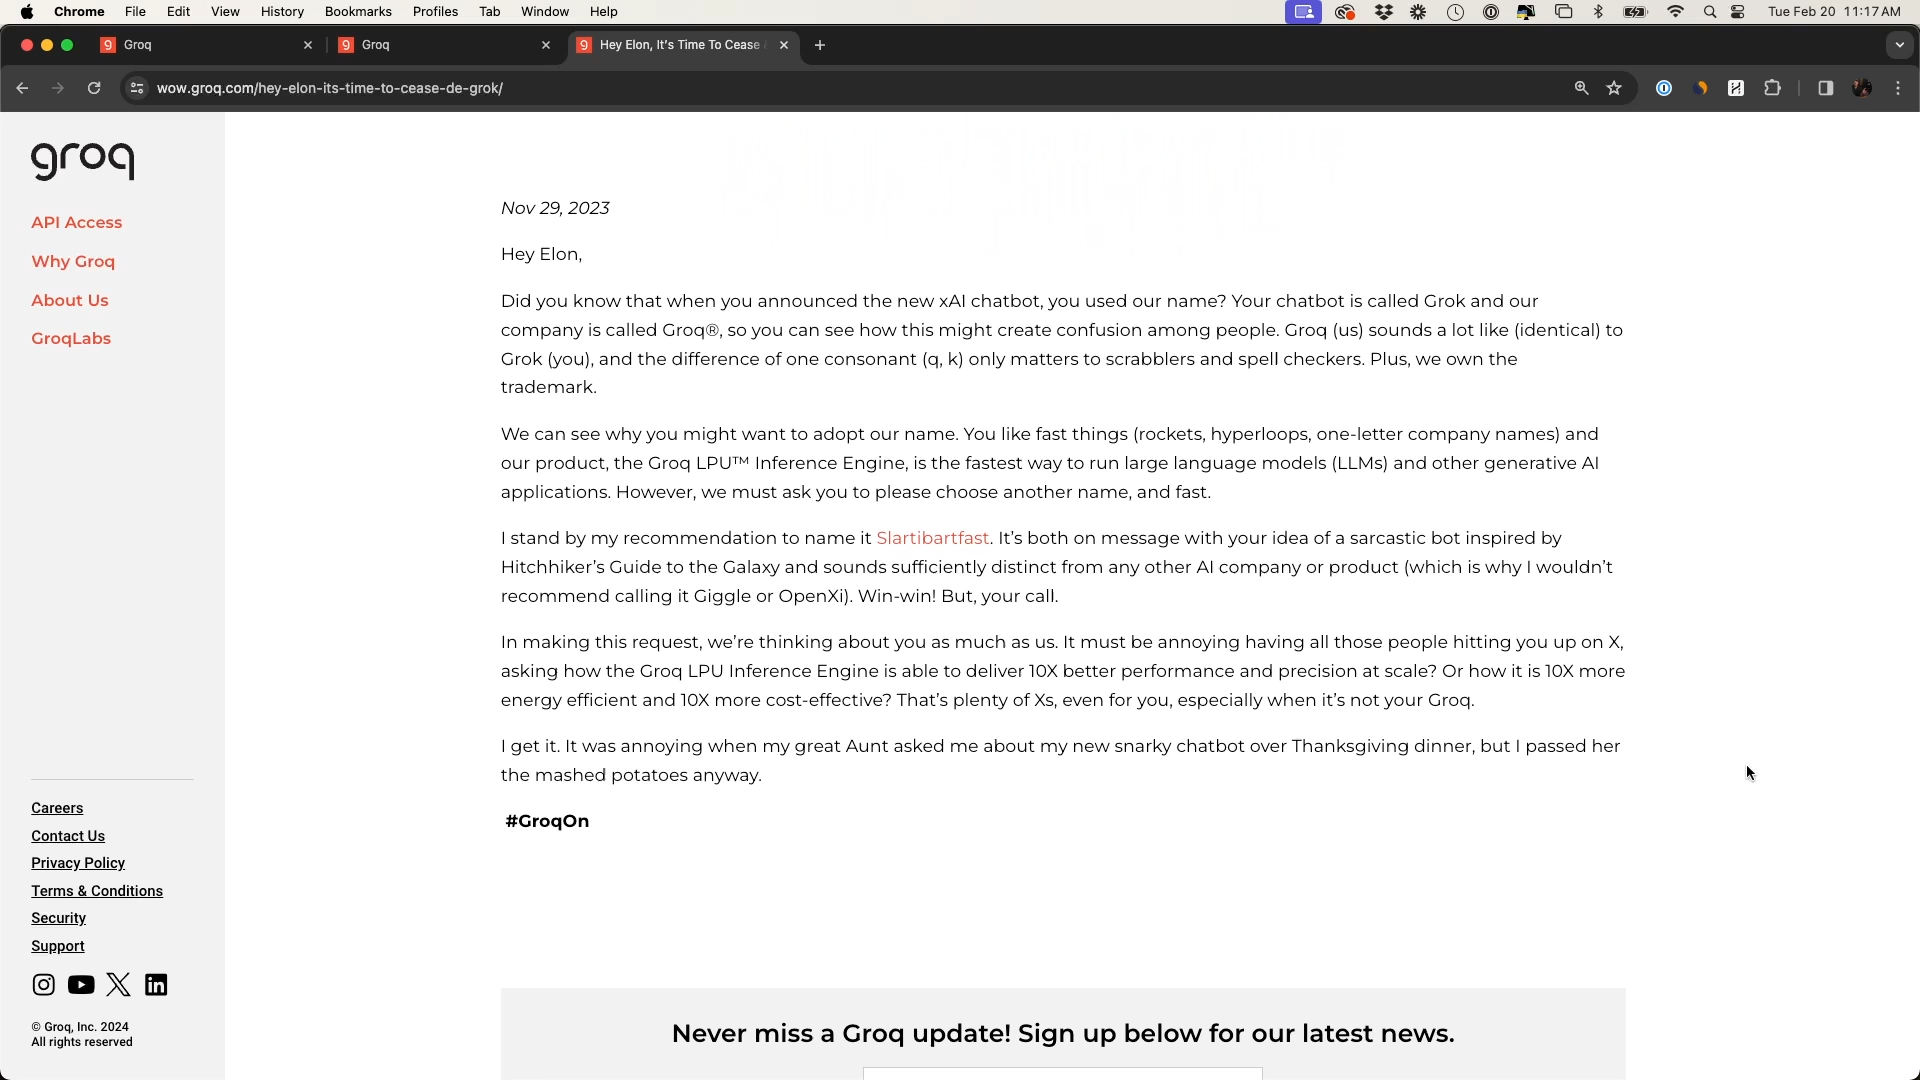 Chrome File Edit View History Bookmarks Profiles Tab Window Help Tue Feb 20 11:17 AM
Groq Groq Hey Elon, It's Time To Cease
wow.groq.com/hey-elon-its-time-to-cease-de-grok/
groq
API Access
Why Groq
About Us
GroqLabs
Careers
Contact Us
Privacy Policy
Terms & Conditions
Security
Support
© Groq, Inc. 2024
All rights reserved
Nov 29, 2023
Hey Elon,
Did you know that when you announced the new xAI chatbot, you used our name? Your chatbot is called Grok and our
company is called Groq®, so you can see how this might create confusion among people. Groq (us) sounds a lot like (identical) to
Grok (you), and the difference of one consonant (q, k) only matters to scrabblers and spell checkers. Plus, we own the
trademark.
We can see why you might want to adopt our name. You like fast things (rockets, hyperloops, one-letter company names) and
our product, the Groq LPU™ Inference Engine, is the fastest way to run large language models (LLMs) and other generative AI
applications. However, we must ask you to please choose another name, and fast.
I stand by my recommendation to name it Slartibartfast. It's both on message with your idea of a sarcastic bot inspired by
Hitchhiker's Guide to the Galaxy and sounds sufficiently distinct from any other AI company or product (which is why I wouldn't
recommend calling it Giggle or OpenXi). Win-win! But, your call.
In making this request, we're thinking about you as much as us. It must be annoying having all those people hitting you up on X,
asking how the Groq LPU Inference Engine is able to deliver 10X better performance and precision at scale? Or how it is 10X more
energy efficient and 10X more cost-effective? That's plenty of Xs, even for you, especially when it's not your Groq.
I get it. It was annoying when my great Aunt asked me about my new snarky chatbot over Thanksgiving dinner, but I passed her
the mashed potatoes anyway.
#GroqOn
Never miss a Groq update! Sign up below for our latest news.